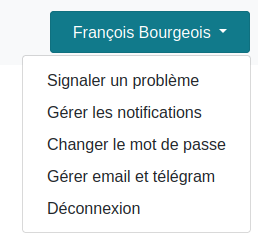 François Bourgeois
Signaler un problème
Gérer les notifications
Changer le mot de passe
Gérer email et télégram
Déconnexion